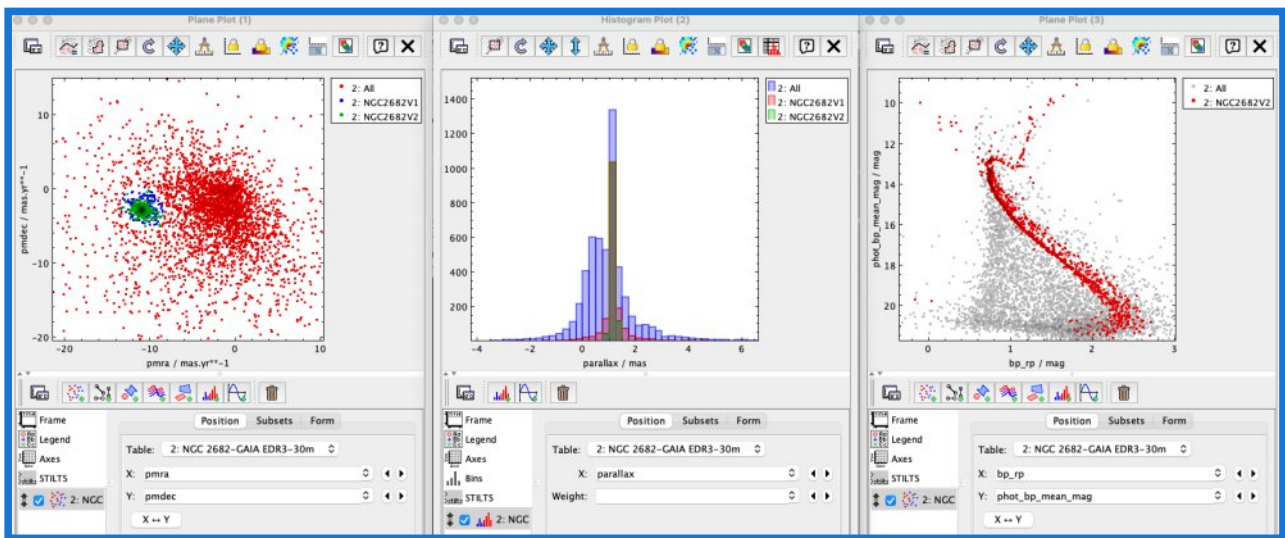 Plane Plot (1)
2: All
2: NGC2682V1
2: NGC2682V2
10
0
-10
-20
pmdec / mas.yr**-1
-20 -10 0 10
pmra / mas.yr**-1
Frame
Legend
Axes
STILTS
2: NGC
Position Subsets Form
Table: 2: NGC 2682-GAIA EDR3-30m
X: pmra
Y: pmdec
X ↔ Y
Histogram Plot (2)
2: All
2: NGC2682V1
2: NGC2682V2
1400
1200
1000
800
600
400
200
-4 -2 0 2 4 6
parallax / mas
Frame
Legend
Axes
Bins
STILTS
2: NGC
Position Subsets Form
Table: 2: NGC 2682-GAIA EDR3-30m
X: parallax
Weight:
Plane Plot (3)
2: All
2: NGC2682V1
10
12
14
16
18
20
phot_bp_mean_mag / mag
0 1 2 3
bp_rp / mag
Frame
Legend
Axes
STILTS
2: NGC
Position Subsets Form
Table: 2: NGC 2682-GAIA EDR3-30m
X: bp_rp
Y: phot_bp_mean_mag
X ↔ Y